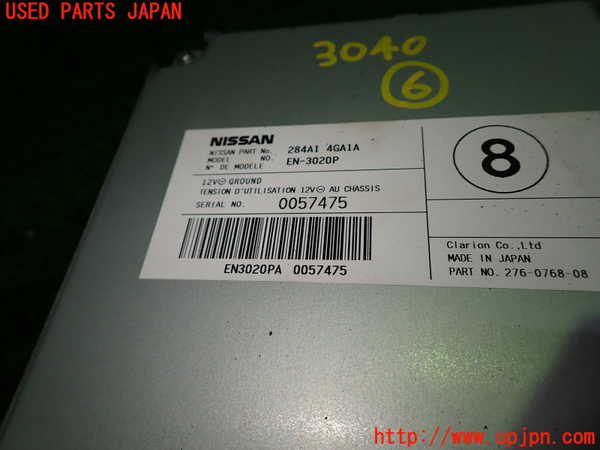 USED PARTS JAPAN
3040
6
NISSAN
NISSAN PART No. 284A1 4GA1A
MODEL NO. EN-3020P
N° DE MODELE
8
12V⊖ GROUND
TENSION D'UTILISATION 12V⊖ AU CHASSIS
SERIAL NO. 0057475
EN3020PA 0057475
Clarion Co.,Ltd
MADE IN JAPAN
PART NO. 276-0768-08
http://www.upjpn.com